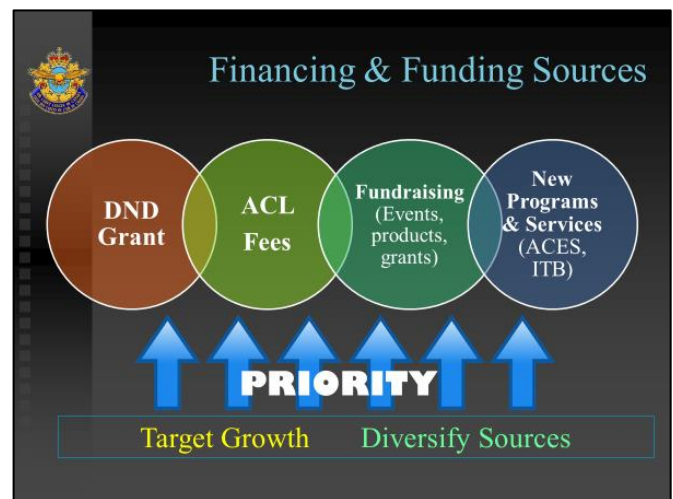 Financing & Funding Sources
DND
Grant
ACL
Fees
Fundraising
(Events,
products,
grants)
New
Programs
& Services
(ACES,
ITB)
PRIORITY
Target Growth Diversify Sources